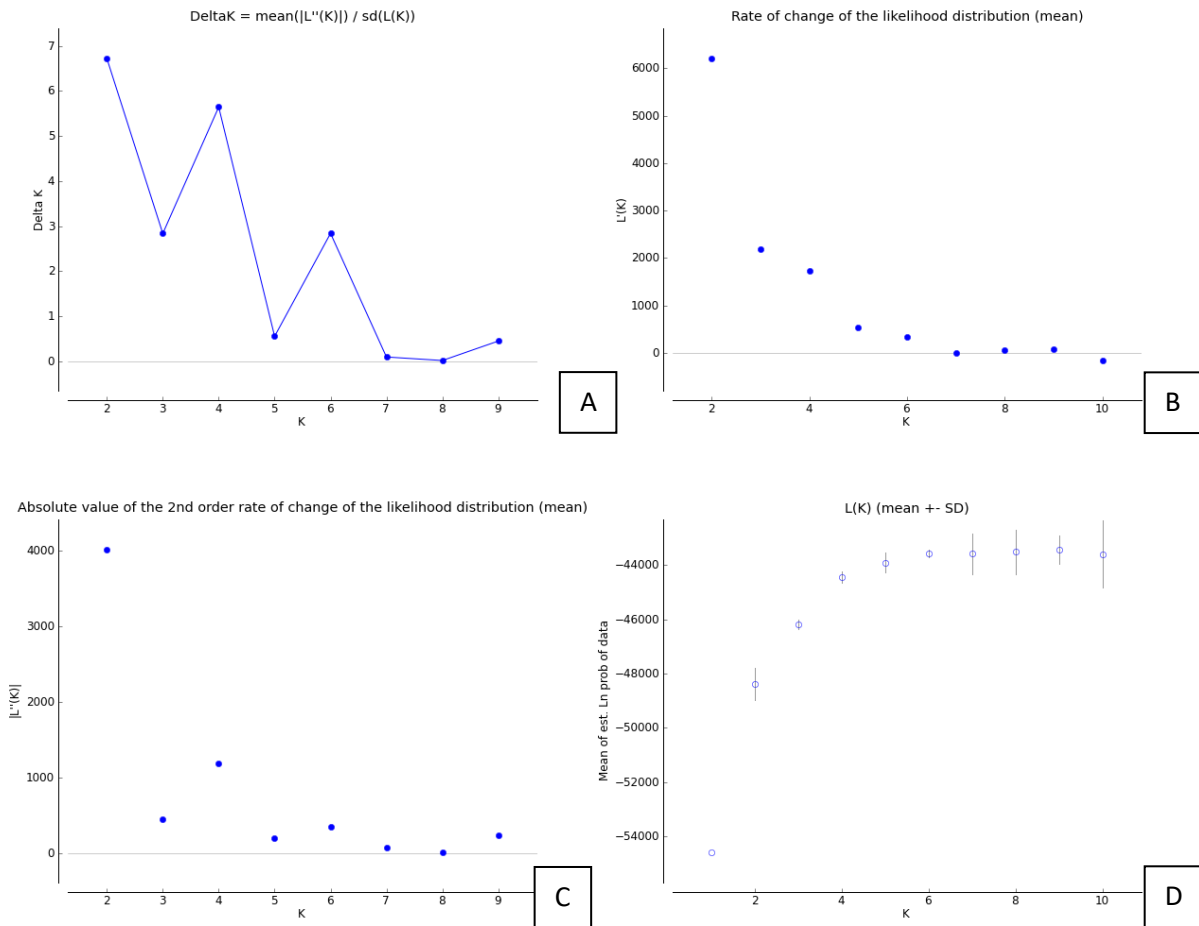 DeltaK = mean(|L''(K)|) / sd(L(K))
7
6
5
4
3
2
1
0
Delta K
2 3 4 5 6 7 8 9
K
A
Rate of change of the likelihood distribution (mean)
6000
5000
4000
3000
2000
1000
0
L'(K)
2 4 6 8 10
K
B
Absolute value of the 2nd order rate of change of the likelihood distribution (mean)
4000
3000
2000
1000
0
|L''(K)|
2 3 4 5 6 7 8 9
K
C
L(K) (mean +- SD)
−44000
−46000
−48000
−50000
−52000
−54000
Mean of est. Ln prob of data
2 4 6 8 10
K
D